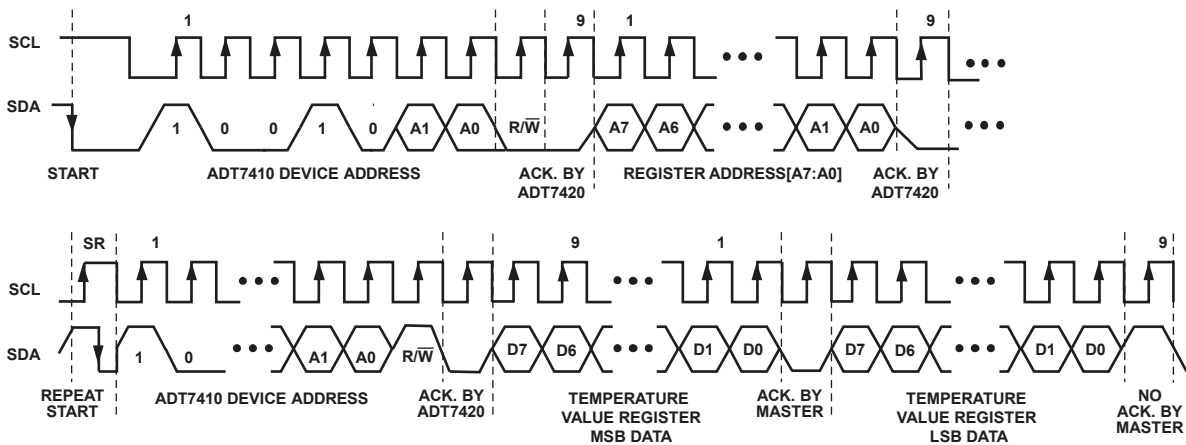 1 9 1 9
SCL
SDA
1 0 0 1 0 A1 A0 R/W̅ A7 A6 A1 A0
START ADT7410 DEVICE ADDRESS ACK. BY ADT7420 REGISTER ADDRESS[A7:A0] ACK. BY ADT7420
SR 1 9 1 9
SCL
SDA
1 0 A1 A0 R/W̅ D7 D6 D1 D0 D7 D6 D1 D0
REPEAT START ADT7410 DEVICE ADDRESS ACK. BY ADT7420 TEMPERATURE VALUE REGISTER MSB DATA ACK. BY MASTER TEMPERATURE VALUE REGISTER LSB DATA NO ACK. BY MASTER